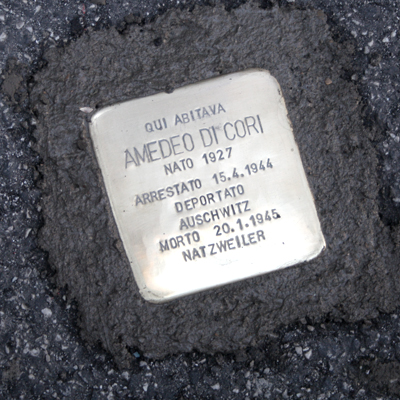 QUI ABITAVA
AMEDEO DI CORI
NATO 1927
ARRESTATO 15.4.1944
DEPORTATO
AUSCHWITZ
MORTO 20.1.1945
NATZWEILER